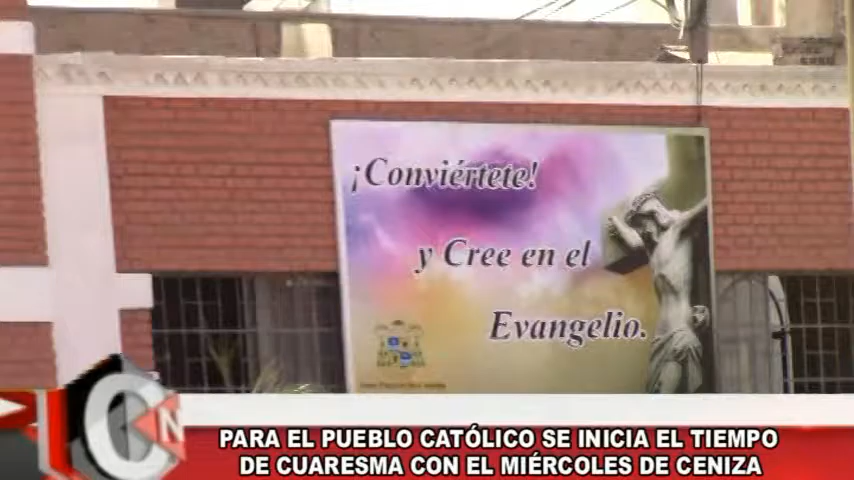 ¡Conviértete!
y Cree en el
Evangelio.
CN
PARA EL PUEBLO CATÓLICO SE INICIA EL TIEMPO
DE CUARESMA CON EL MIÉRCOLES DE CENIZA